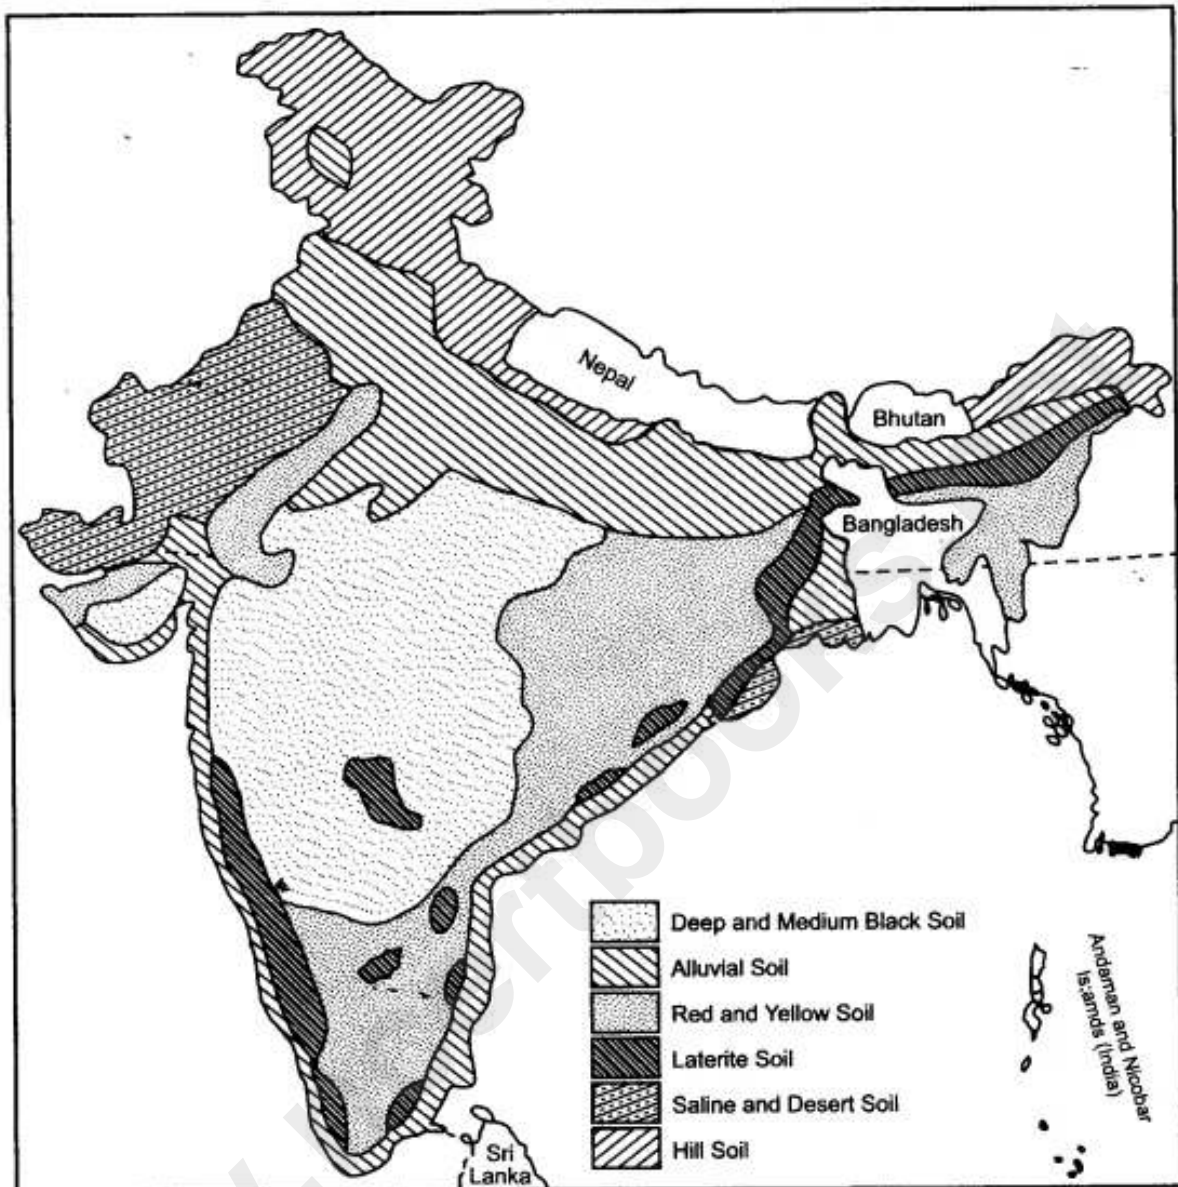 Nepal
Bhutan
Bangladesh
Deep and Medium Black Soil
Alluvial Soil
Red and Yellow Soil
Laterite Soil
Saline and Desert Soil
Hill Soil
Andaman and Nicobar
Is:amds (India)
Sri
Lanka